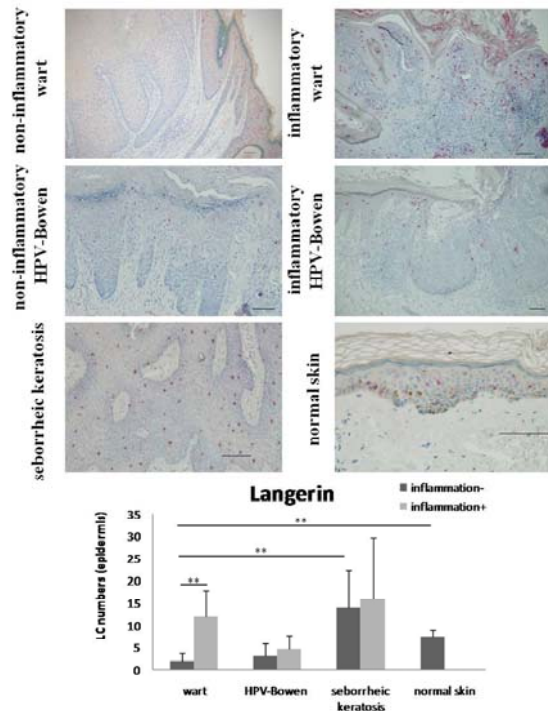 non-inflammatory
wart
inflammatory
wart
non-inflammatory
HPV-Bowen
inflammatory
HPV-Bowen
seborrheic keratosis
normal skin
Langerin
inflammation-
inflammation+
LC numbers (epidermis)
35
30
25
20
15
10
5
0
**
**
**
wart
HPV-Bowen
seborrheic
keratosis
normal skin